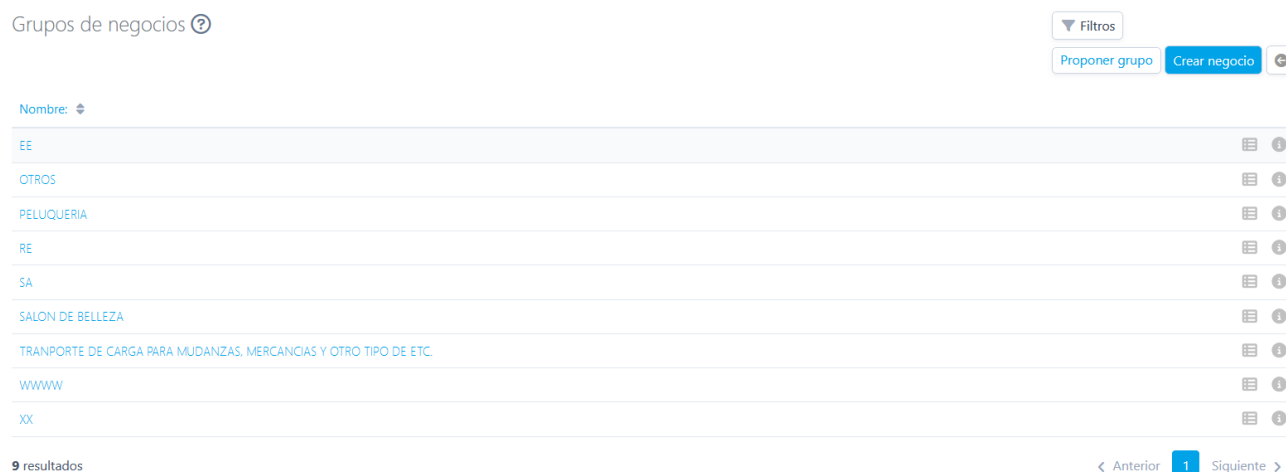 Grupos de negocios
Filtros
Proponer grupo Crear negocio
Nombre:
EE
OTROS
PELUQUERIA
RE
SA
SALON DE BELLEZA
TRANPORTE DE CARGA PARA MUDANZAS, MERCANCIAS Y OTRO TIPO DE ETC.
WWWW
XX
9 resultados
Anterior 1 Siguiente